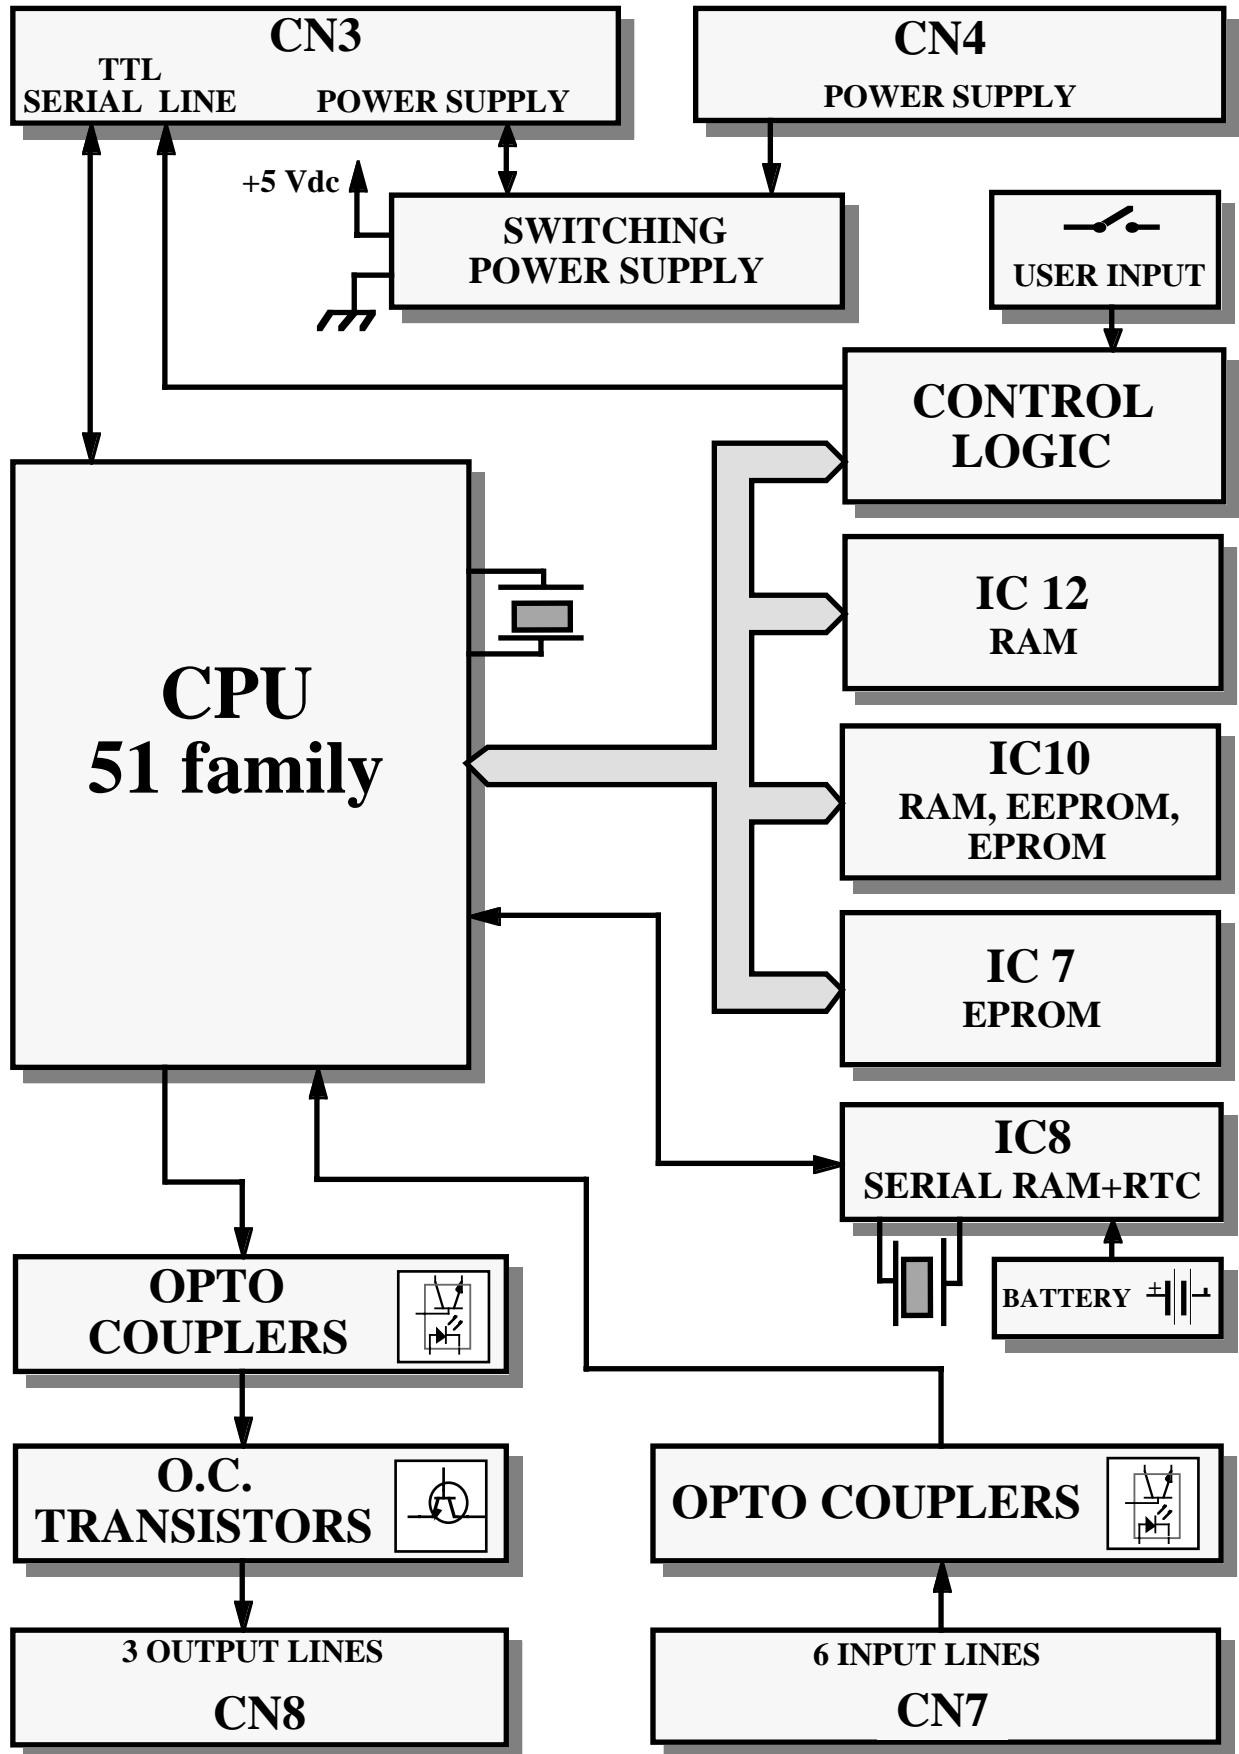 CN3
TTL
SERIAL LINE
POWER SUPPLY
CN4
POWER SUPPLY
+5 Vdc
SWITCHING
POWER SUPPLY
USER INPUT
CONTROL
LOGIC
CPU
51 family
IC 12
RAM
IC10
RAM, EEPROM,
EPROM
IC 7
EPROM
IC8
SERIAL RAM+RTC
BATTERY
±
OPTO
COUPLERS
O.C.
TRANSISTORS
OPTO COUPLERS
3 OUTPUT LINES
CN8
6 INPUT LINES
CN7